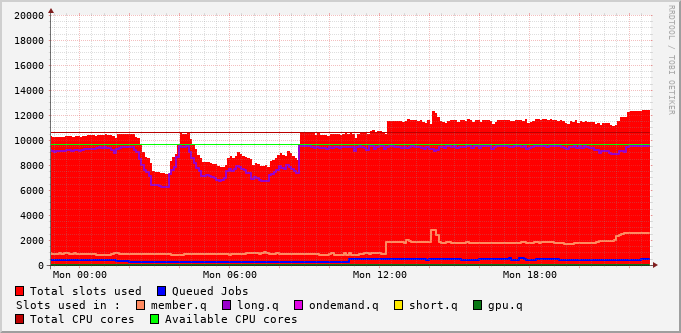 20000
18000
16000
14000
12000
10000
8000
6000
4000
2000
0
Mon 00:00 Mon 06:00 Mon 12:00 Mon 18:00
RRDTOOL / TOBI OETIKER
Total slots used Queued Jobs
Slots used in : member.q long.q ondemand.q short.q gpu.q
Total CPU cores Available CPU cores